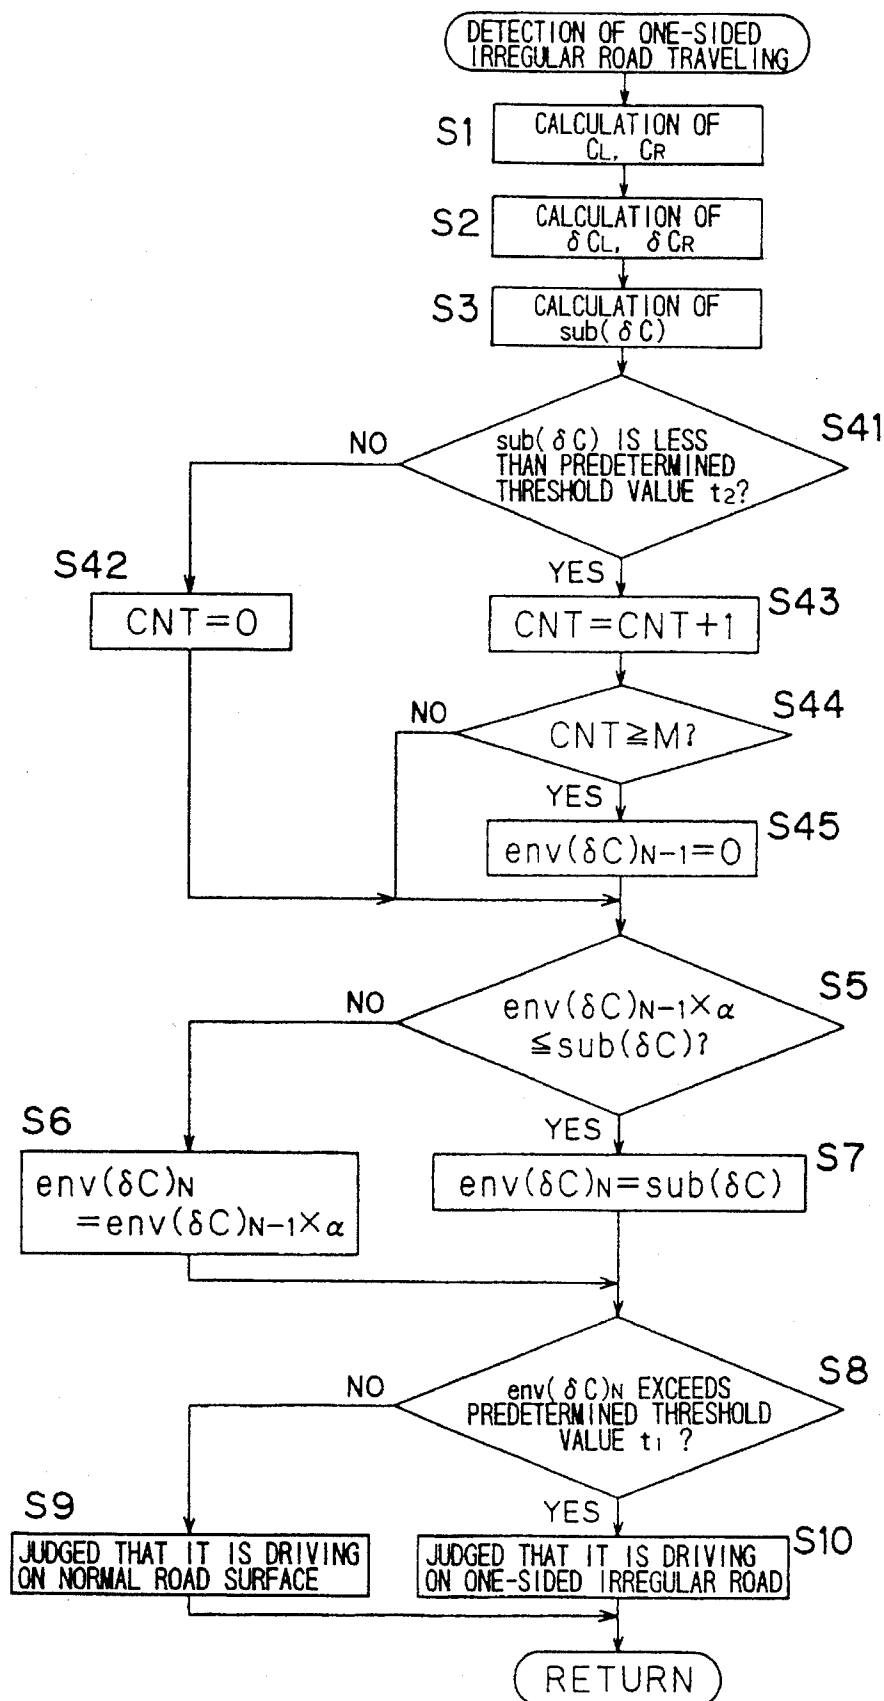 DETECTION OF ONE-SIDED
IRREGULAR ROAD TRAVELING
S1
CALCULATION OF
CL, CR
S2
CALCULATION OF
δCL, δCR
S3
CALCULATION OF
sub(δC)
S41
NO
sub(δC) IS LESS
THAN PREDETERMINED
THRESHOLD VALUE t2?
S42
YES
S43
CNT=0
CNT=CNT+1
S44
NO
CNT≧M?
YES
S45
env(δC)N-1=0
S5
NO
env(δC)N-1×α
≦sub(δC)?
S6
YES
S7
env(δC)N
=env(δC)N-1×α
env(δC)N=sub(δC)
S8
NO
env(δC)N EXCEEDS
PREDETERMINED THRESHOLD
VALUE t1 ?
S9
YES
S10
JUDGED THAT IT IS DRIVING
ON NORMAL ROAD SURFACE
JUDGED THAT IT IS DRIVING
ON ONE-SIDED IRREGULAR ROAD
RETURN